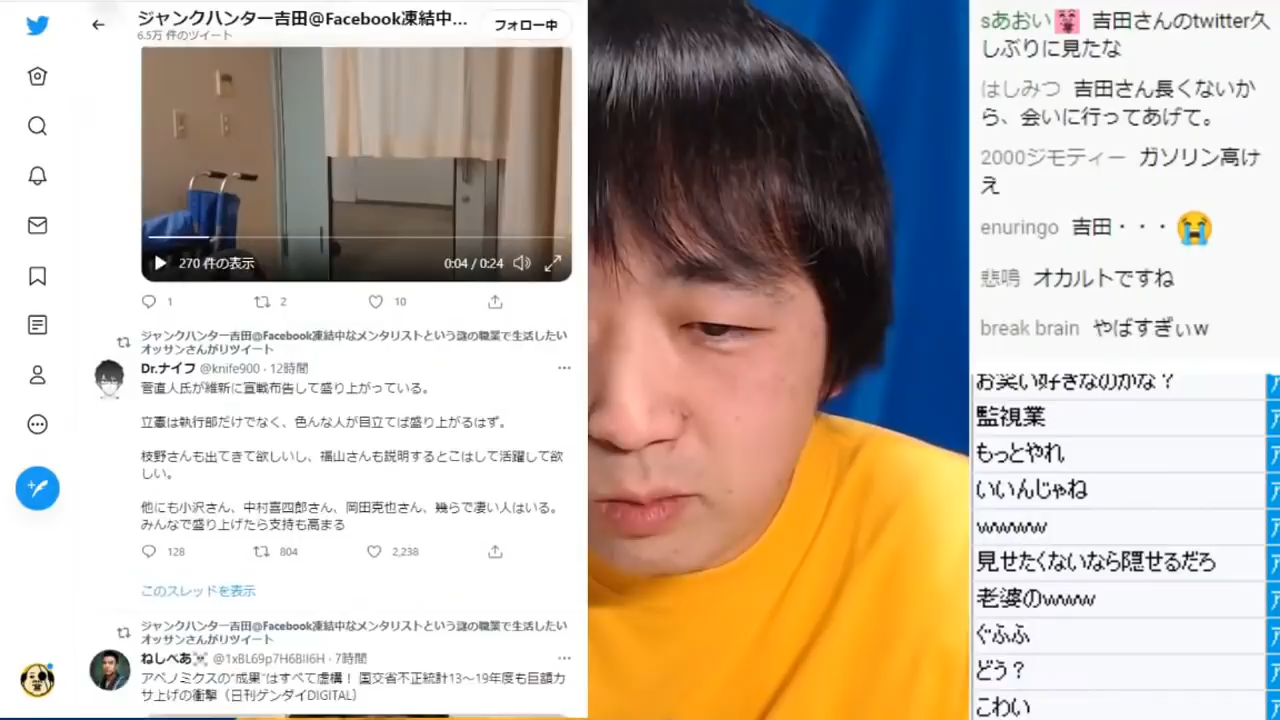 ジャンクハンター吉田@Facebook凍結中...
6.5万 件のツイート
フォロー中
270 件の表示
0:04 / 0:24
1
2
10
ジャンクハンター吉田@Facebook凍結中なメンタリストという謎の職業で生活したい
オッサンさんがリツイート
Dr.ナイフ @knife900 · 12時間
菅直人氏が維新に宣戦布告して盛り上がっている。
立憲は執行部だけでなく、色んな人が目立てば盛り上がるはず。
枝野さんも出てきて欲しいし、福山さんも説明するとこはして活躍して欲
しい。
他にも小沢さん、中村喜四郎さん、岡田克也さん、幾らで凄い人はいる。
みんなで盛り上げたら支持も高まる
128
804
2,238
このスレッドを表示
ジャンクハンター吉田@Facebook凍結中なメンタリストという謎の職業で生活したい
オッサンさんがリツイート
ねしべあ · 7時間
アベノミクスの“成果”はすべて虚構！ 国交省不正統計13〜19年度も巨額カ
サ上げの衝撃（日刊ゲンダイDIGITAL）
sあおい 吉田さんのtwitter久
しぶりに見たな
はしみつ 吉田さん長くないか
ら、会いに行ってあげて。
2000ジモティー ガソリン高け
え
enuringo 吉田・・・😭
悲鳴 オカルトですね
break brain やばすぎぃw
お笑い好きなのかな？
監視業
もっとやれ
いいんじゃね
wwwww
見せたくないなら隠せるだろ
老婆のwww
ぐふふ
どう？
こわい